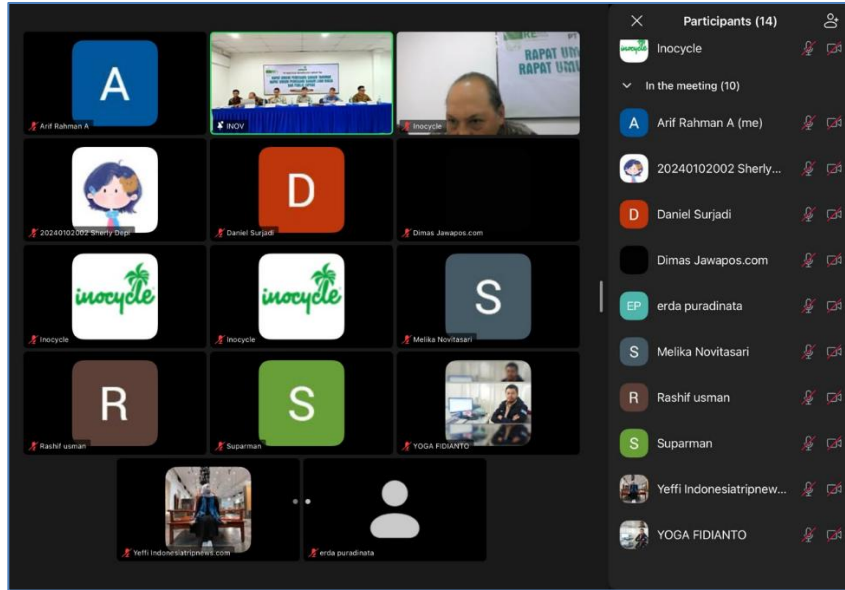 A
Arif Rahman A
INOV
RAPAT UMUM
RAPAT UMU
Inocycle
20240102002 Sherly Depi
D
Daniel Surjadi
Dimas Jawapos.com
inocycle
Inocycle
inocycle
Inocycle
S
Melika Novitasari
R
Rashif usman
S
Suparman
YOGA FIDIANTO
Yeffi Indonesiatripnews.com
erda puradinata
Participants (14)
inocycle
Inocycle
In the meeting (10)
A
Arif Rahman A (me)
20240102002 Sherly...
D
Daniel Surjadi
Dimas Jawapos.com
EP
erda puradinata
S
Melika Novitasari
R
Rashif usman
S
Suparman
Yeffi Indonesiatripnew...
YOGA FIDIANTO